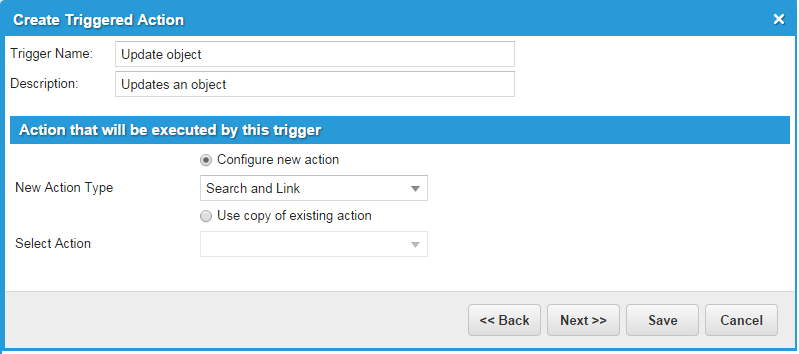 Create Triggered Action ×
Trigger Name: Update object
Description: Updates an object
Action that will be executed by this trigger
Configure new action
New Action Type Search and Link
Use copy of existing action
Select Action
<< Back Next >> Save Cancel